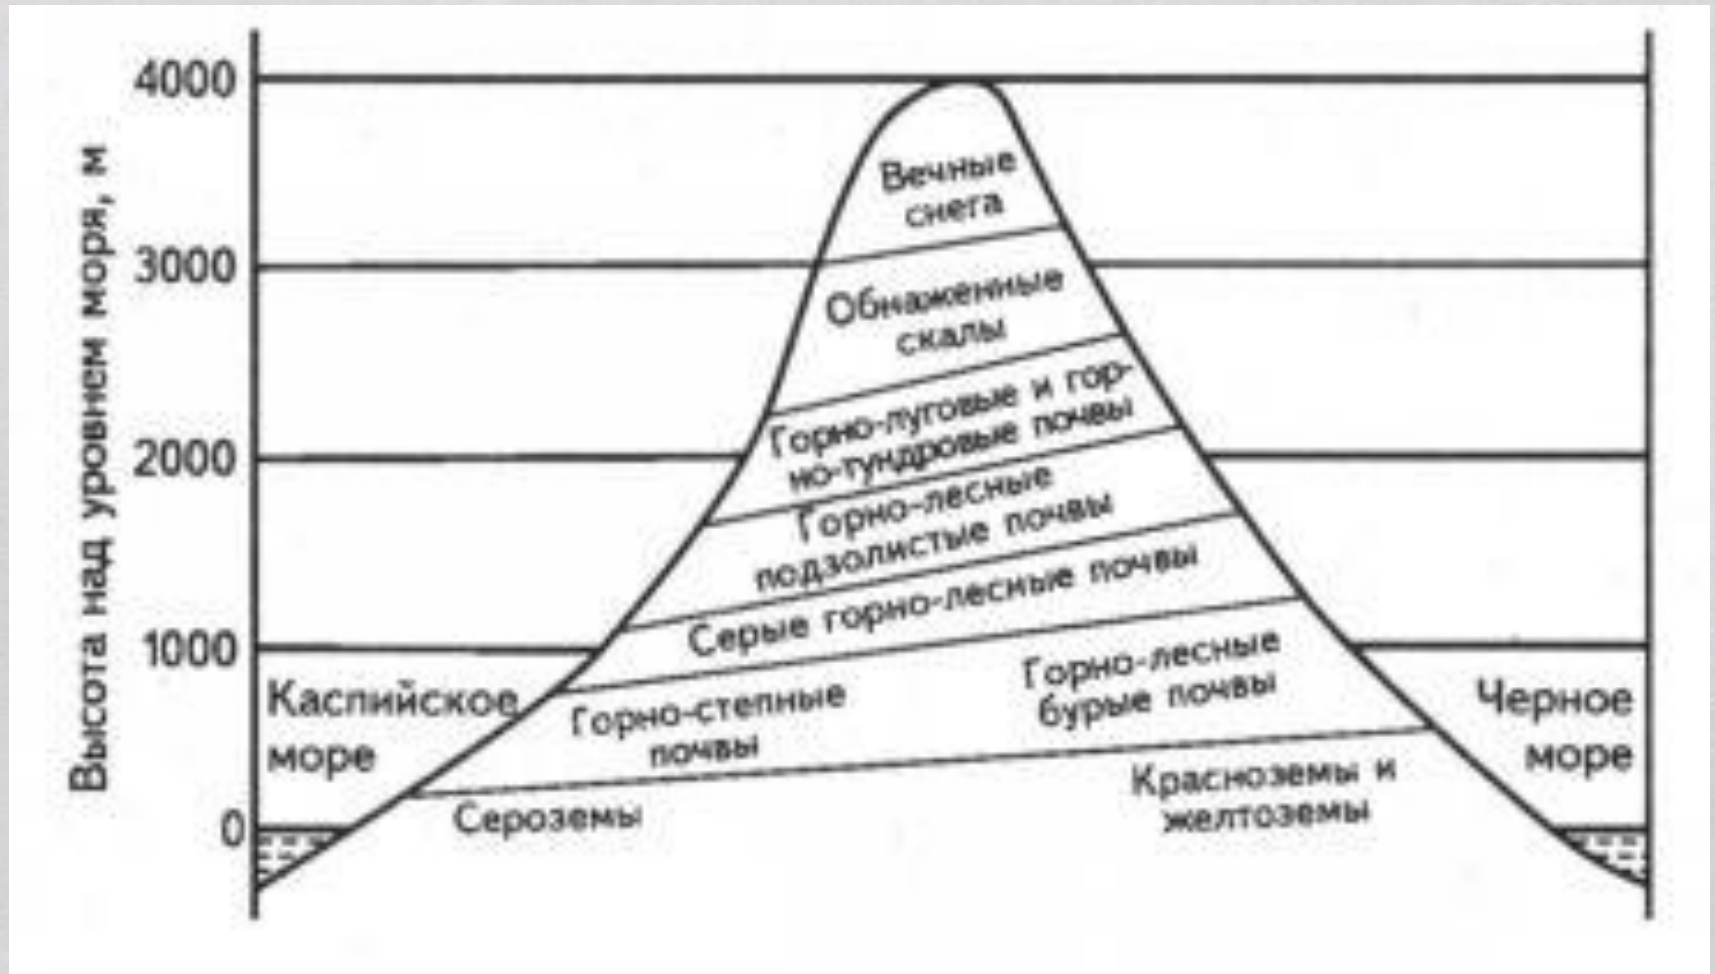 Высота над уровнем моря, м
4000
3000
2000
1000
0
Вечные
снега
Обнаженные
скалы
Горно-луговые и гор-
но-тундровые почвы
Горно-лесные
подзолистые почвы
Серые горно-лесные почвы
Горно-степные
почвы
Горно-лесные
бурые почвы
Сероземы
Красноземы и
желтоземы
Каспийское
море
Черное
море